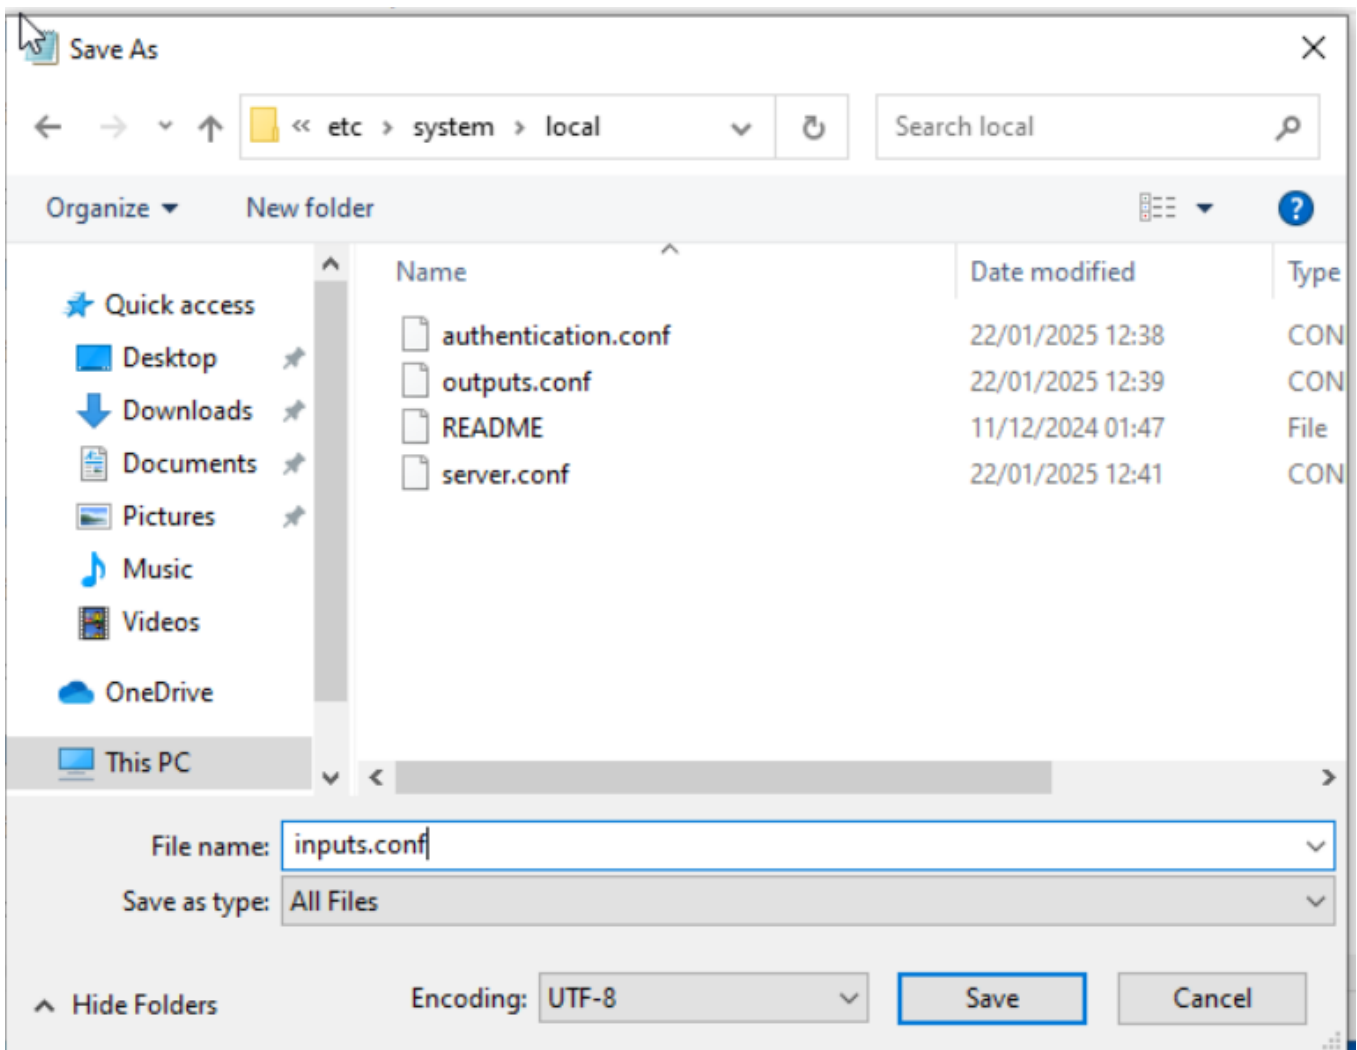 Save As
« etc › system › local
Search local
Organize
New folder
Name
Date modified
Type
Quick access
Desktop
Downloads
Documents
Pictures
Music
Videos
OneDrive
This PC
authentication.conf 22/01/2025 12:38 CON
outputs.conf 22/01/2025 12:39 CON
README 11/12/2024 01:47 File
server.conf 22/01/2025 12:41 CON
File name: inputs.conf
Save as type: All Files
Hide Folders
Encoding: UTF-8
Save
Cancel